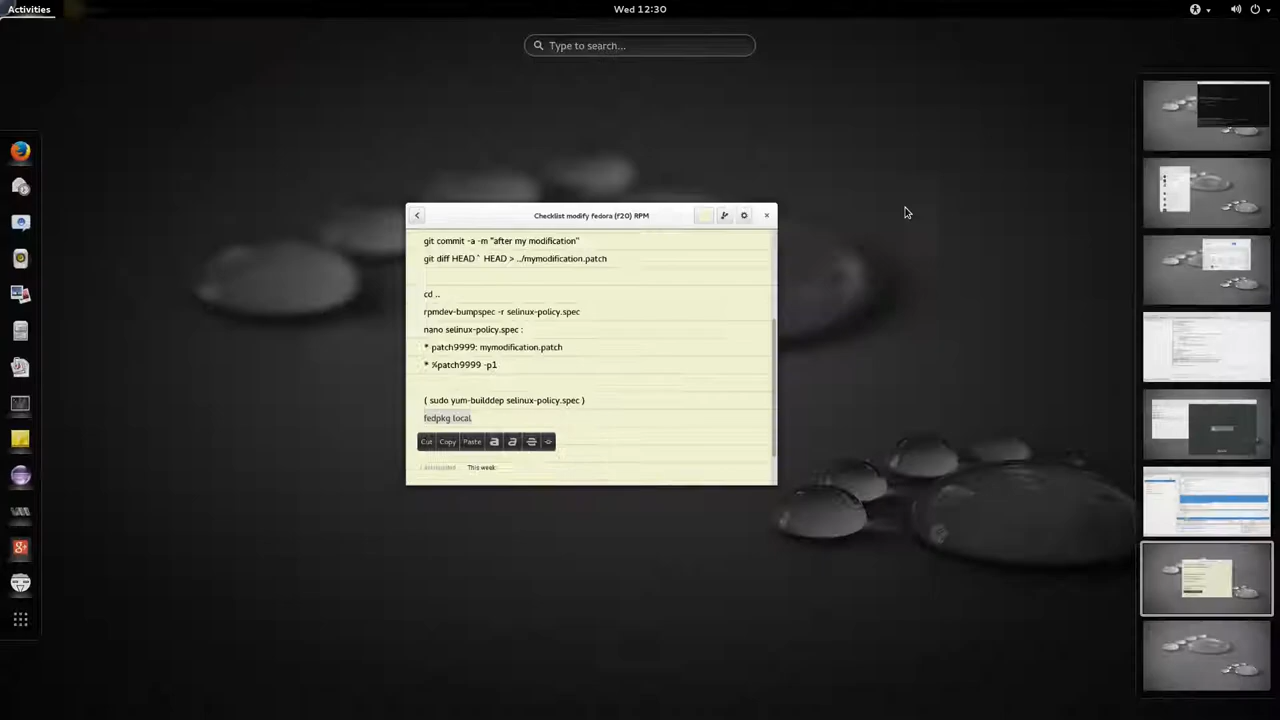 Activities
Wed 12:30
Type to search...
Checklist modify fedora (f20) RPM
git commit -a -m "after my modification"
git diff HEAD^ HEAD > ../mymodification.patch
cd ..
rpmdev-bumpspec -r selinux-policy.spec
nano selinux-policy.spec :
* patch9999: mymodification.patch
* %patch9999 -p1
( sudo yum-builddep selinux-policy.spec )
fedpkg local
Cut Copy Paste a a
This week